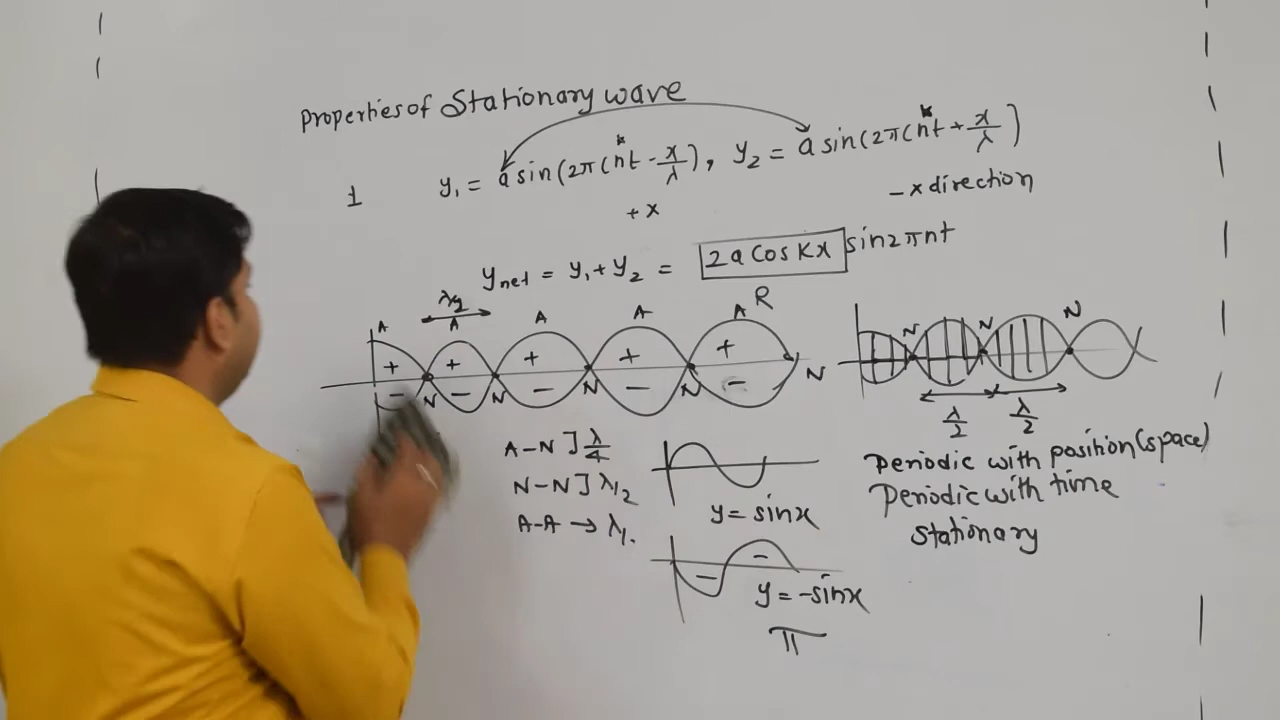 Properties of Stationary wave
1 y₁ = a sin(2π(nt - x/λ), y₂ = a sin(2π(nt + x/λ)
+x
-x direction
y net = y₁ + y₂ = 2a cos Kx sin2πnt
λ/2
A A A A A R
+ + + + +
- - - - -
N N N N N
N N N
λ/2 λ/2
A-N ] λ/4
N-N ] λ/2
A-A → λ/.
y = sinx
-
-
y = -sinx
π
Periodic with position(space)
Periodic with time
stationary